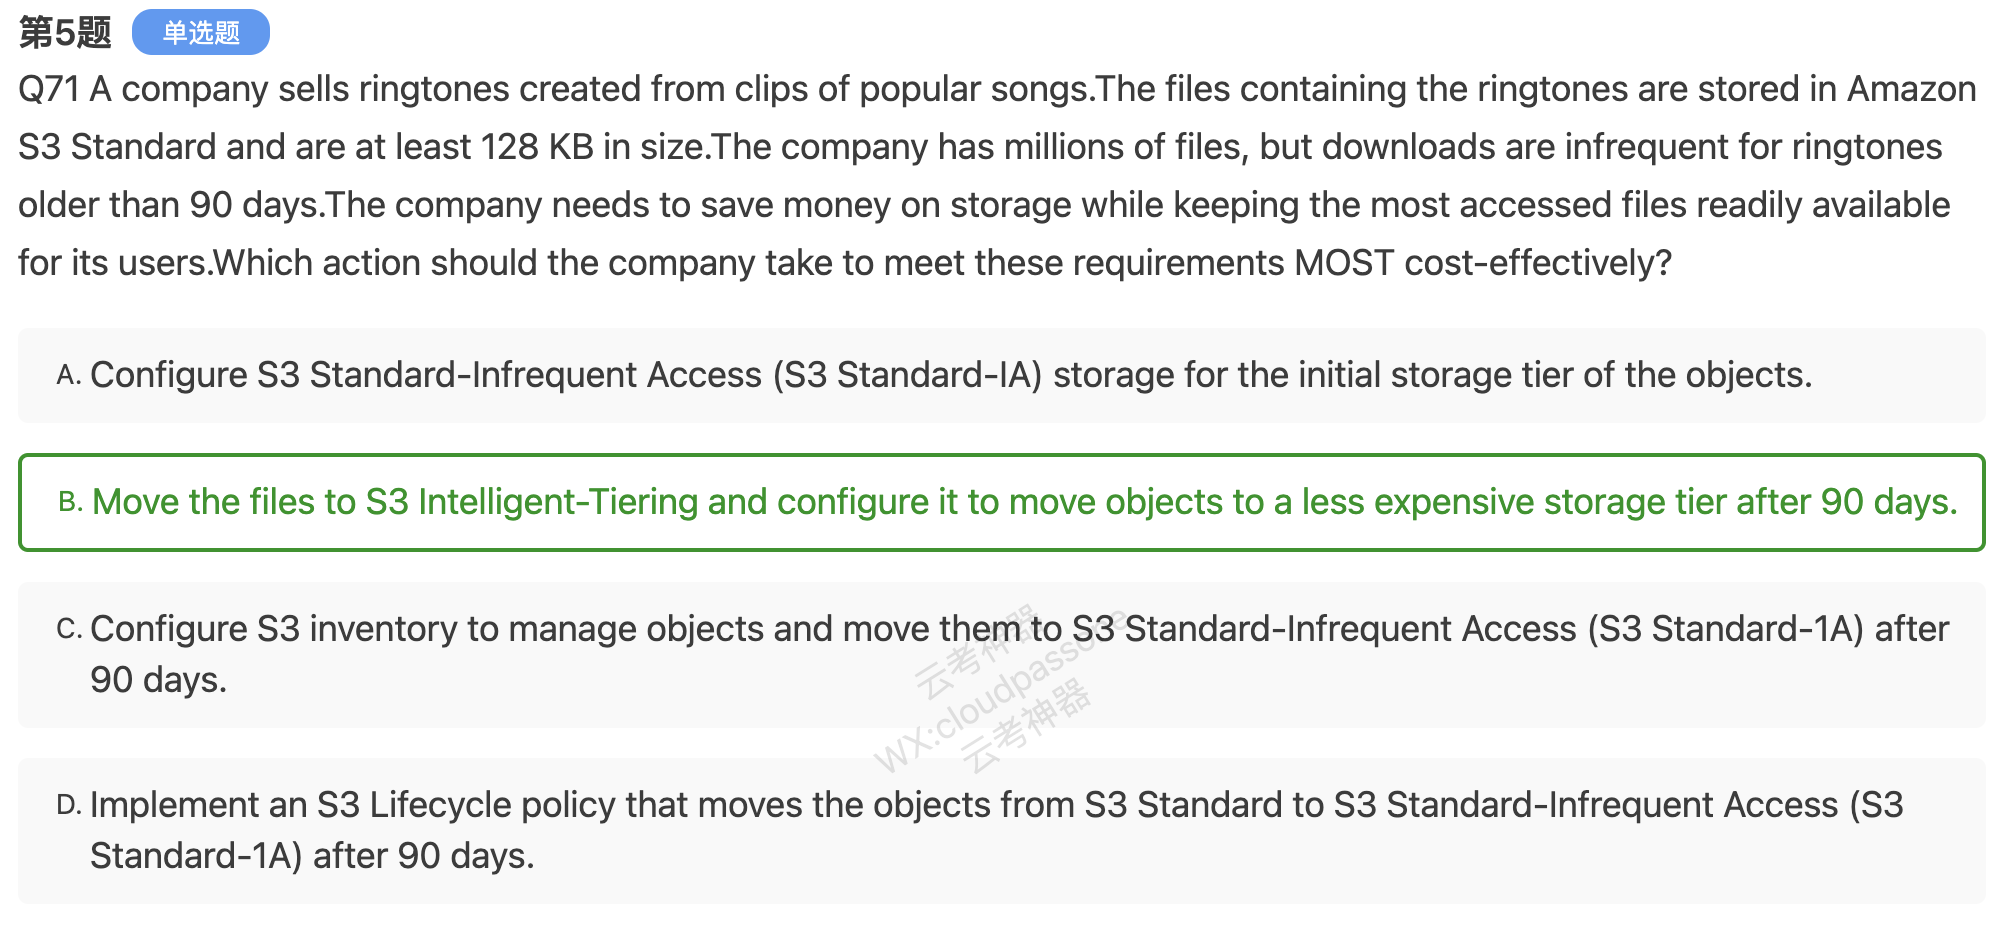 第5题 单选题
Q71 A company sells ringtones created from clips of popular songs.The files containing the ringtones are stored in Amazon
S3 Standard and are at least 128 KB in size.The company has millions of files, but downloads are infrequent for ringtones
older than 90 days.The company needs to save money on storage while keeping the most accessed files readily available
for its users.Which action should the company take to meet these requirements MOST cost-effectively?
A. Configure S3 Standard-Infrequent Access (S3 Standard-IA) storage for the initial storage tier of the objects.
B. Move the files to S3 Intelligent-Tiering and configure it to move objects to a less expensive storage tier after 90 days.
C. Configure S3 inventory to manage objects and move them to S3 Standard-Infrequent Access (S3 Standard-1A) after
90 days.
云考神器
WX:cloudpassone
云考神器
D. Implement an S3 Lifecycle policy that moves the objects from S3 Standard to S3 Standard-Infrequent Access (S3
Standard-1A) after 90 days.